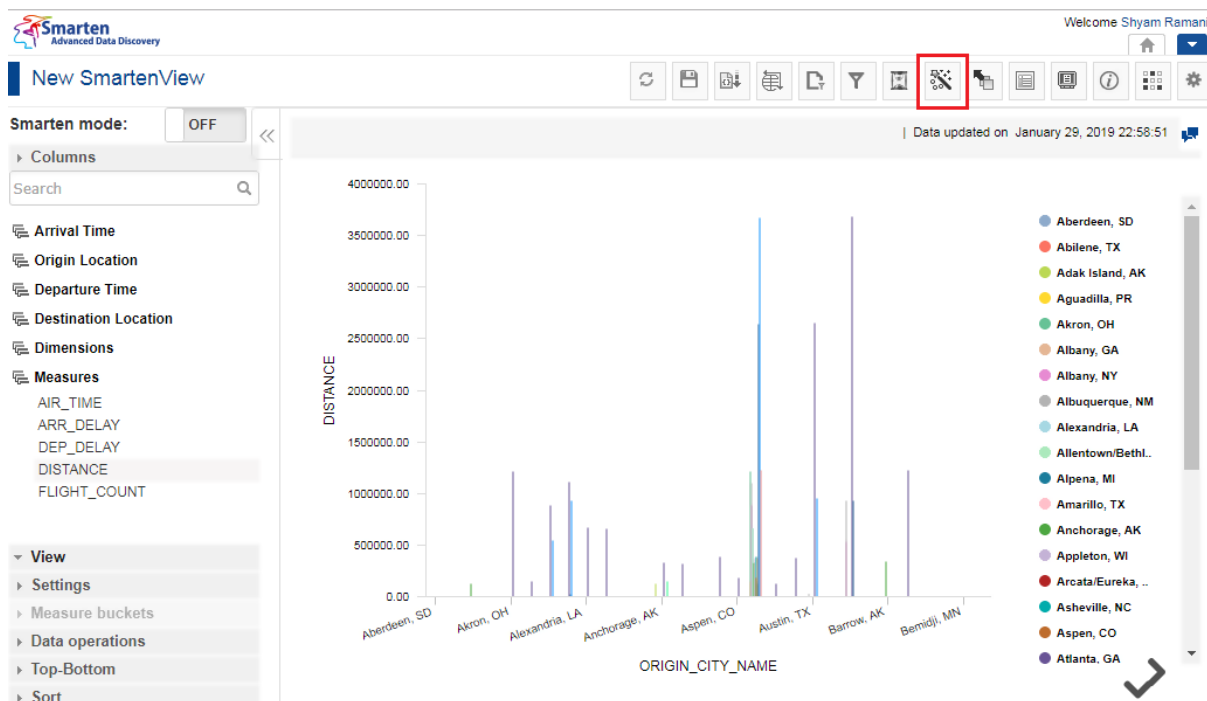 Smarten
Advanced Data Discovery
Welcome Shyam Ramani
New SmartenView
Smarten mode: OFF
| Data updated on January 29, 2019 22:58:51
Columns
Search
Arrival Time
Origin Location
Departure Time
Destination Location
Dimensions
Measures
AIR_TIME
ARR_DELAY
DEP_DELAY
DISTANCE
FLIGHT_COUNT
View
Settings
Measure buckets
Data operations
Top-Bottom
Sort
4000000.00
3500000.00
3000000.00
2500000.00
2000000.00
1500000.00
1000000.00
500000.00
0.00
DISTANCE
Aberdeen, SD
Akron, OH
Alexandria, LA
Anchorage, AK
Aspen, CO
Austin, TX
Barrow, AK
Bemidji, MN
ORIGIN_CITY_NAME
Aberdeen, SD
Abilene, TX
Adak Island, AK
Aguadilla, PR
Akron, OH
Albany, GA
Albany, NY
Albuquerque, NM
Alexandria, LA
Allentown/Bethl..
Alpena, MI
Amarillo, TX
Anchorage, AK
Appleton, WI
Arcata/Eureka, ..
Asheville, NC
Aspen, CO
Atlanta, GA